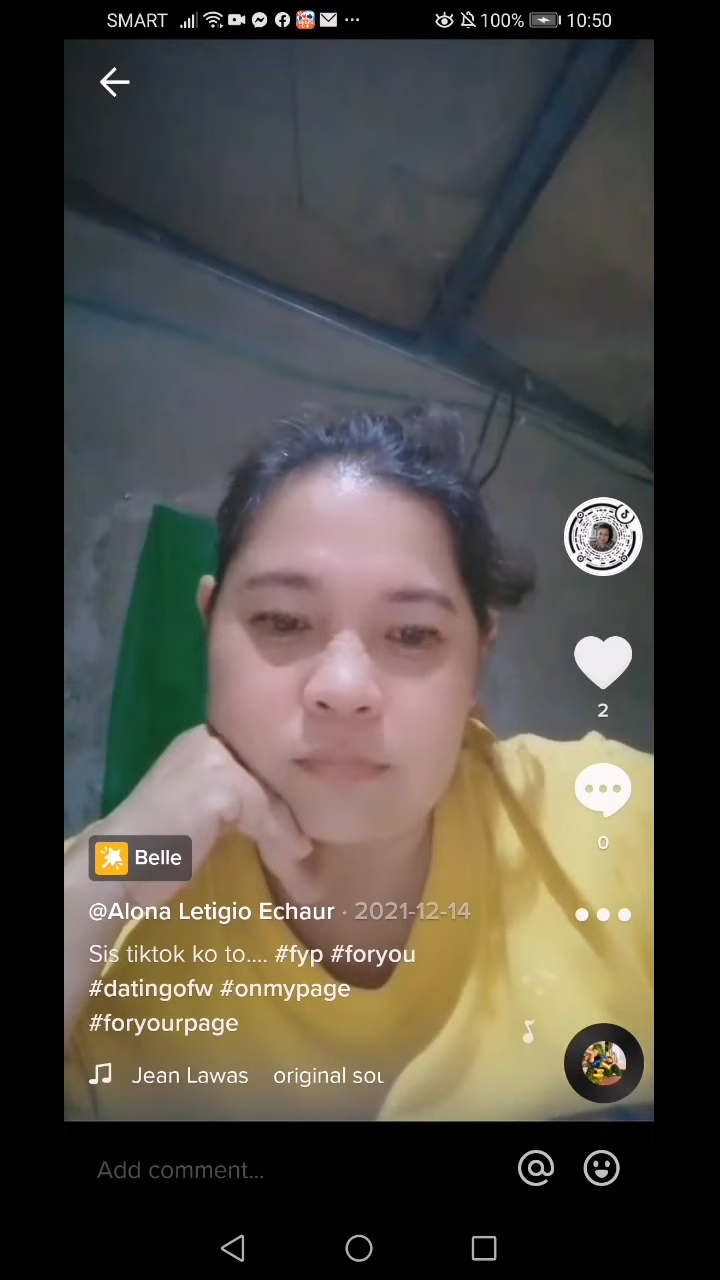 SMART
100% 10:50
2
0
Belle
@Alona Letigio Echaur · 2021-12-14
Sis tiktok ko to.... #fyp #foryou
#datingofw #onmypage
#foryourpage
Jean Lawas original sou
Add comment...